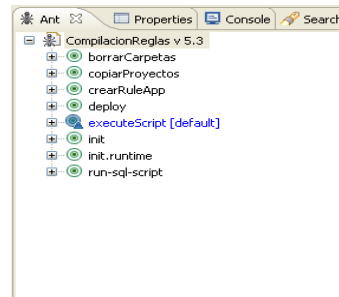 Ant Properties Console Search
CompilacionReglas v 5.3
borrarCarpetas
copiarProyectos
crearRuleApp
deploy
executeScript [default]
init
init.runtime
run-sql-script